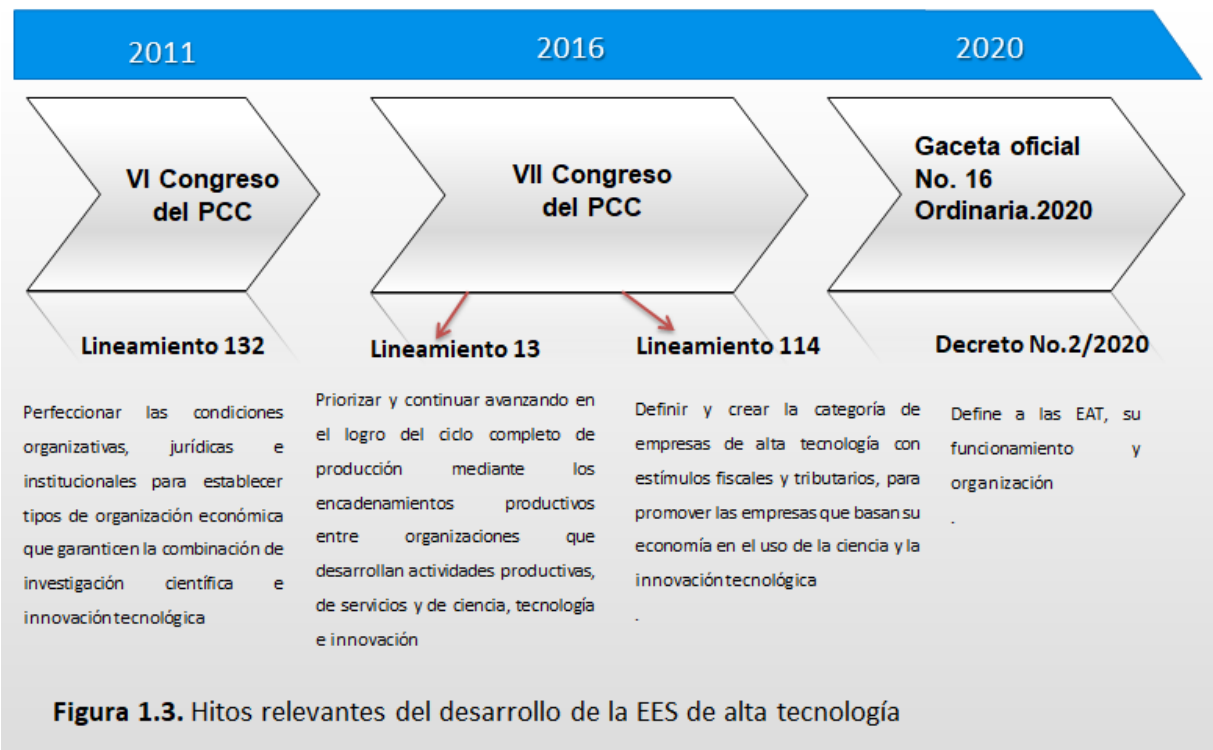 2011
2016
2020
VI Congreso
del PCC
VII Congreso
del PCC
Gaceta oficial
No. 16
Ordinaria.2020
Lineamiento 132
Perfeccionar las condiciones
organizativas, jurídicas e
institucionales para establecer
tipos de organización económica
que garanticen la combinación de
investigación científica e
innovación tecnológica
Lineamiento 13
Priorizar y continuar avanzando en
el logro del ciclo completo de
producción mediante los
encadenamientos productivos
entre organizaciones que
desarrollan actividades productivas,
de servicios y de ciencia, tecnología
e innovación
Lineamiento 114
Definir y crear la categoría de
empresas de alta tecnología con
estímulos fiscales y tributarios, para
promover las empresas que basan su
economía en el uso de la ciencia y la
innovación tecnológica
.
Decreto No.2/2020
Define a las EAT, su
funcionamiento y
organización
.
Figura 1.3. Hitos relevantes del desarrollo de la EES de alta tecnología